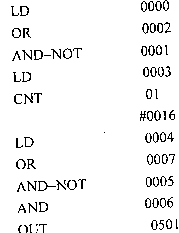 LD 0000
OR 0002
AND-NOT 0001
LD 0003
CNT 01
#0016
LD 0004
OR 0007
AND-NOT 0005
AND 0006
OUT 0501